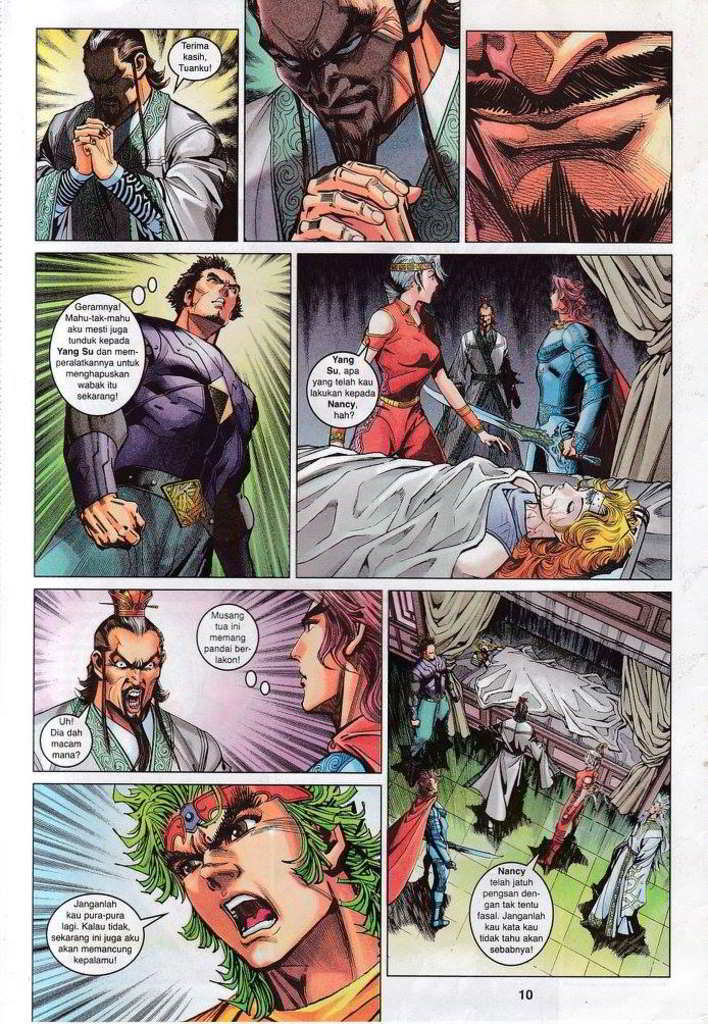 Terima
kasih,
Tuanku!
Geramnya!
Mahu-tak-mahu
aku mesti juga
tunduk kepada
Yang Su dan mem-
peralatkannya untuk
menghapuskan
wabak itu
sekarang!
Yang
Su, apa
yang telah kau
lakukan kepada
Nancy,
hah?
Uh!
Dia dah
macam
mana?
Musang
tua ini
memang
pandai ber-
lakon!
Nancy
telah jatuh
pengsan den-
gan tak tentu
fasal. Janganlah
kau kata kau
tidak tahu akan
sebabnya!
Janganlah
kau pura-pura
lagi. Kalau tidak,
sekarang ini juga aku
akan memancung
kepalamu!
10